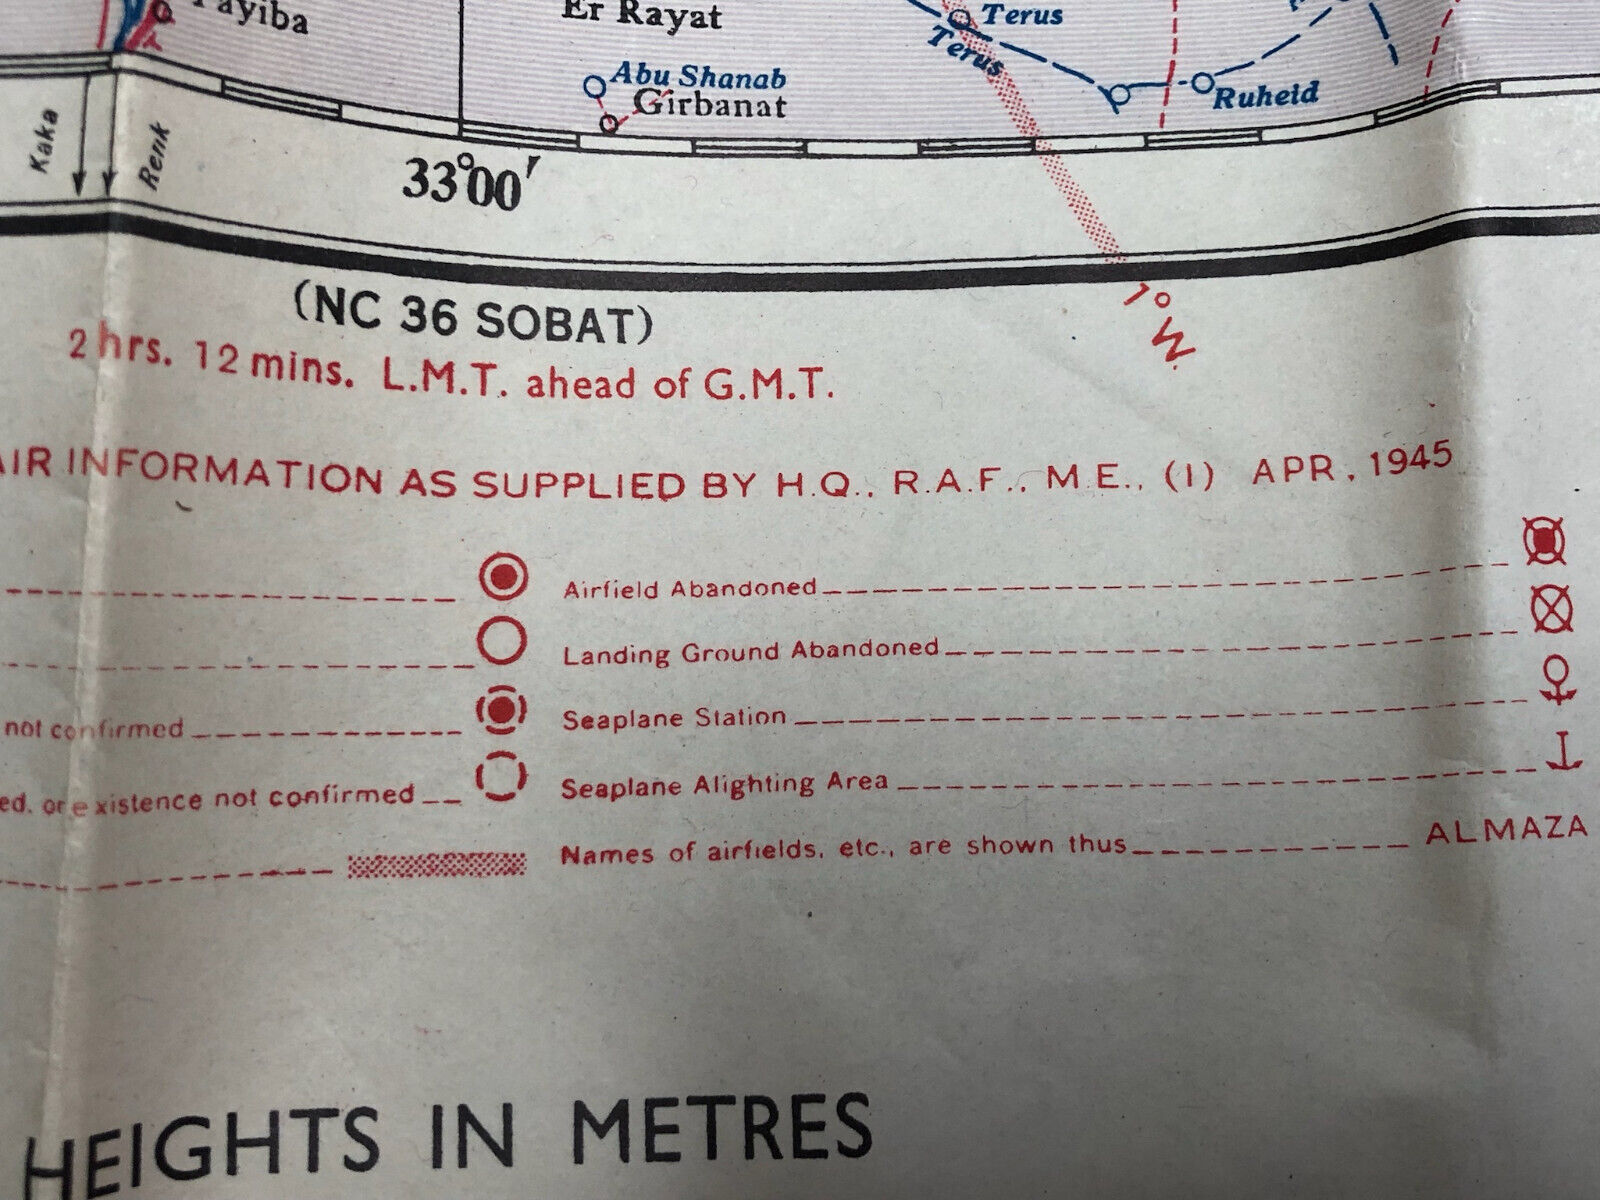 Tayiba
Er Rayat
Terus
Terus
Abu Shanab
Girbanat
Ruheid
Kaka
Renk
33°00′
(NC 36 SOBAT)
1°W.
2 hrs. 12 mins. L.M.T. ahead of G.M.T.
AIR INFORMATION AS SUPPLIED BY H.Q., R.A.F., M.E., (1) APR, 1945
Airfield Abandoned
Landing Ground Abandoned
not confirmed
Seaplane Station
ed. or existence not confirmed
Seaplane Alighting Area
Names of airfields, etc., are shown thus ALMAZA
HEIGHTS IN METRES